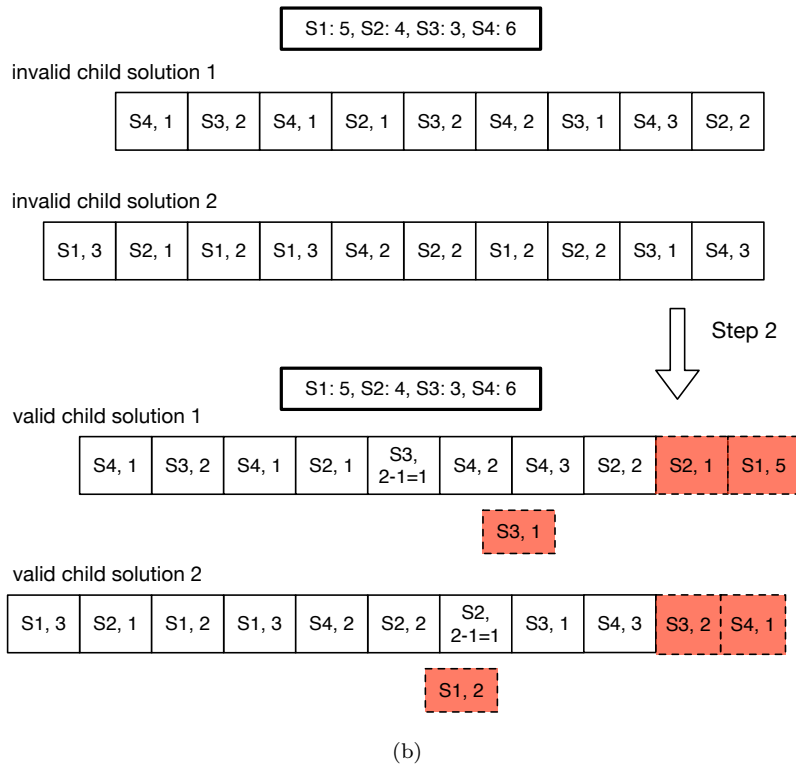 S1: 5, S2: 4, S3: 3, S4: 6
invalid child solution 1
S4, 1 S3, 2 S4, 1 S2, 1 S3, 2 S4, 2 S3, 1 S4, 3 S2, 2
invalid child solution 2
S1, 3 S2, 1 S1, 2 S1, 3 S4, 2 S2, 2 S1, 2 S2, 2 S3, 1 S4, 3
Step 2
S1: 5, S2: 4, S3: 3, S4: 6
valid child solution 1
S4, 1 S3, 2 S4, 1 S2, 1 S3, 2-1=1 S4, 2 S4, 3 S2, 2 S2, 1 S1, 5
S3, 1
valid child solution 2
S1, 3 S2, 1 S1, 2 S1, 3 S4, 2 S2, 2 S2, 2-1=1 S3, 1 S4, 3 S3, 2 S4, 1
S1, 2
(b)